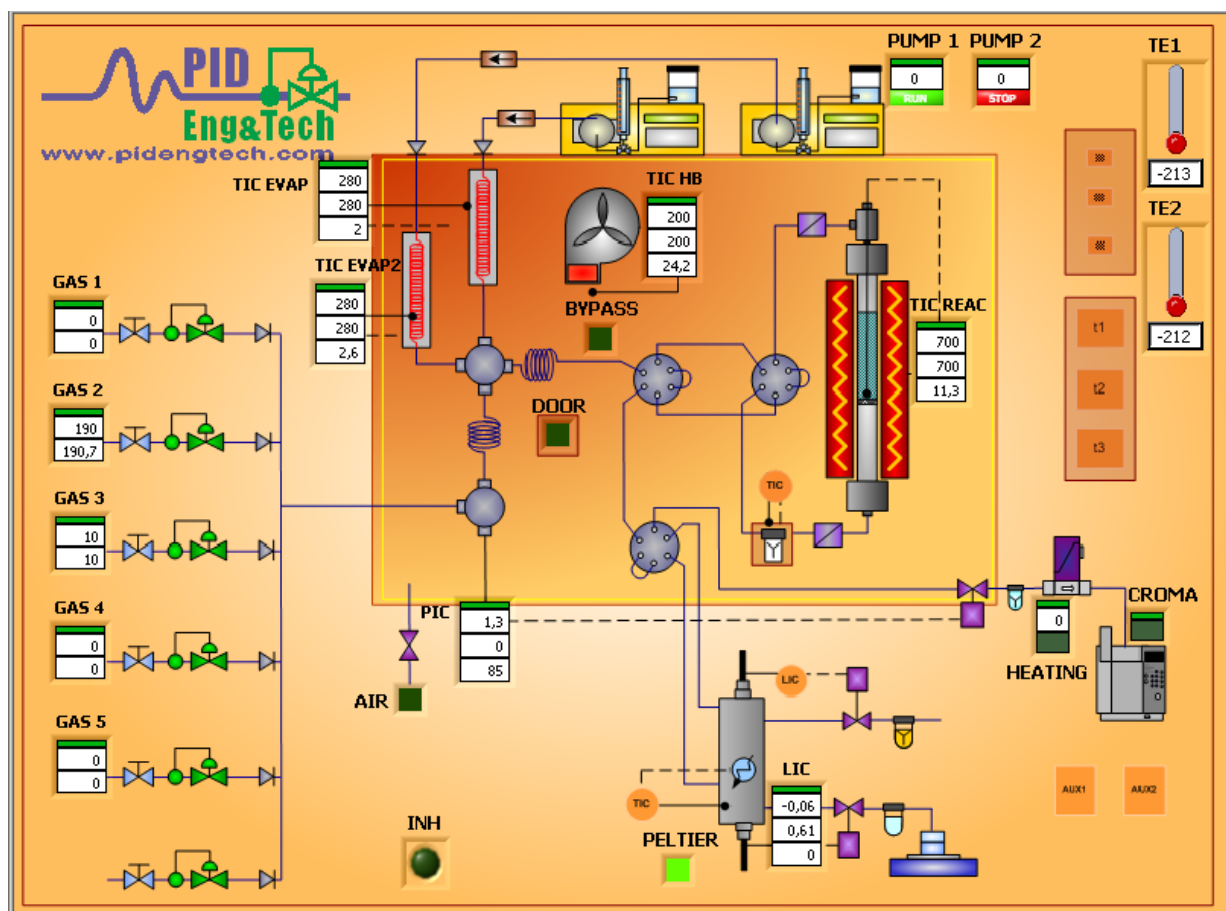 PID
Eng&Tech
www.pidengtech.com
PUMP 1
0
RUN
PUMP 2
0
STOP
TE1
-213
TE2
-212
TIC EVAP
280
280
2
TIC EVAP2
280
280
2,6
TIC HB
200
200
24,2
BYPASS
DOOR
TIC REAC
700
700
11,3
TIC
t1
t2
t3
GAS 1
0
0
GAS 2
190
190,7
GAS 3
10
10
GAS 4
0
0
GAS 5
0
0
PIC
1,3
0
85
AIR
INH
LIC
TIC
PELTIER
LIC
-0,06
0,61
0
0
HEATING
CROMA
AUX1
AUX2